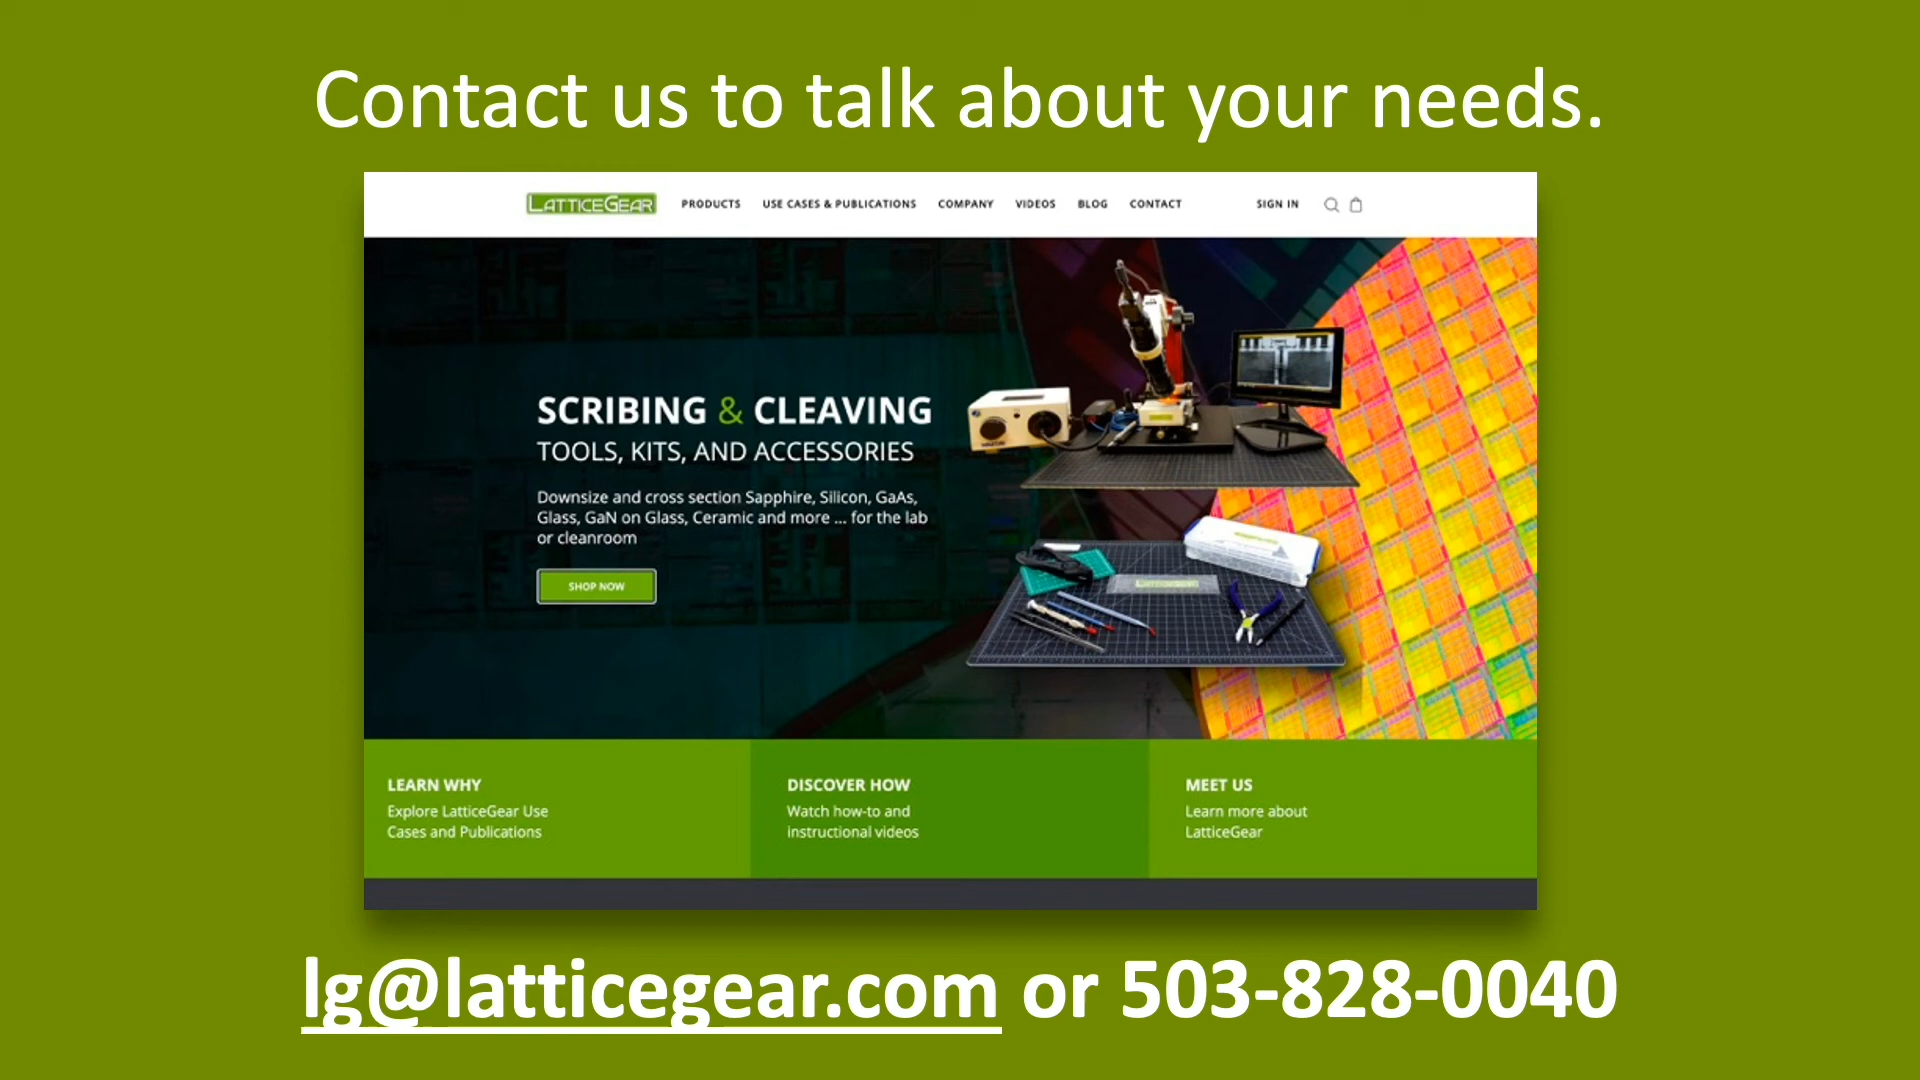 Contact us to talk about your needs.
LATTICEGEAR PRODUCTS USE CASES & PUBLICATIONS COMPANY VIDEOS BLOG CONTACT SIGN IN
SCRIBING & CLEAVING
TOOLS, KITS, AND ACCESSORIES
Downsize and cross section Sapphire, Silicon, GaAs,
Glass, GaN on Glass, Ceramic and more ... for the lab
or cleanroom
SHOP NOW
LEARN WHY
Explore LatticeGear Use
Cases and Publications
DISCOVER HOW
Watch how-to and
instructional videos
MEET US
Learn more about
LatticeGear
lg@latticegear.com or 503-828-0040